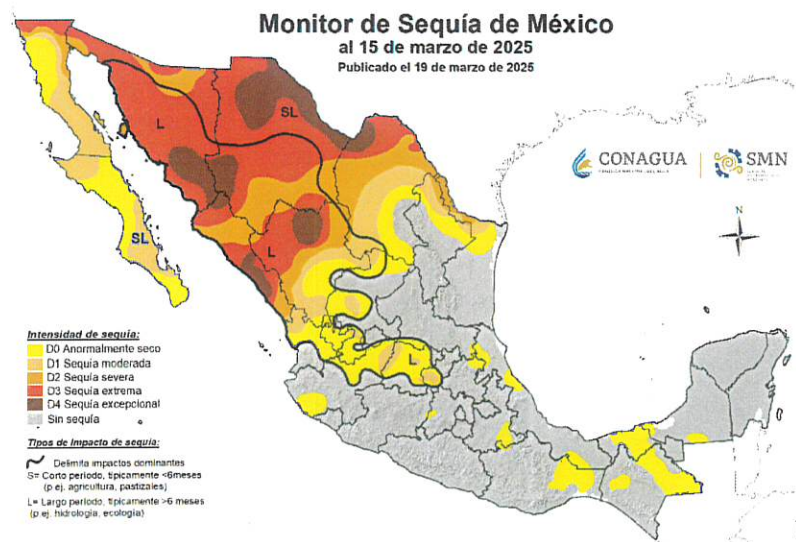 Monitor de Sequía de México
al 15 de marzo de 2025
Publicado el 19 de marzo de 2025
SL
L
CONAGUA
SMN
N
SL
L
L
Intensidad de sequía:
D0 Anormalmente seco
D1 Sequía moderada
D2 Sequía severa
D3 Sequía extrema
D4 Sequía excepcional
Sin sequía
Tipos de Impacto de sequía:
Delimita impactos dominantes
S= Corto período, típicamente <6meses
(p.ej. agricultura, pastizales)
L= Largo período, típicamente >6 meses
(p.ej. hidrología, ecología)